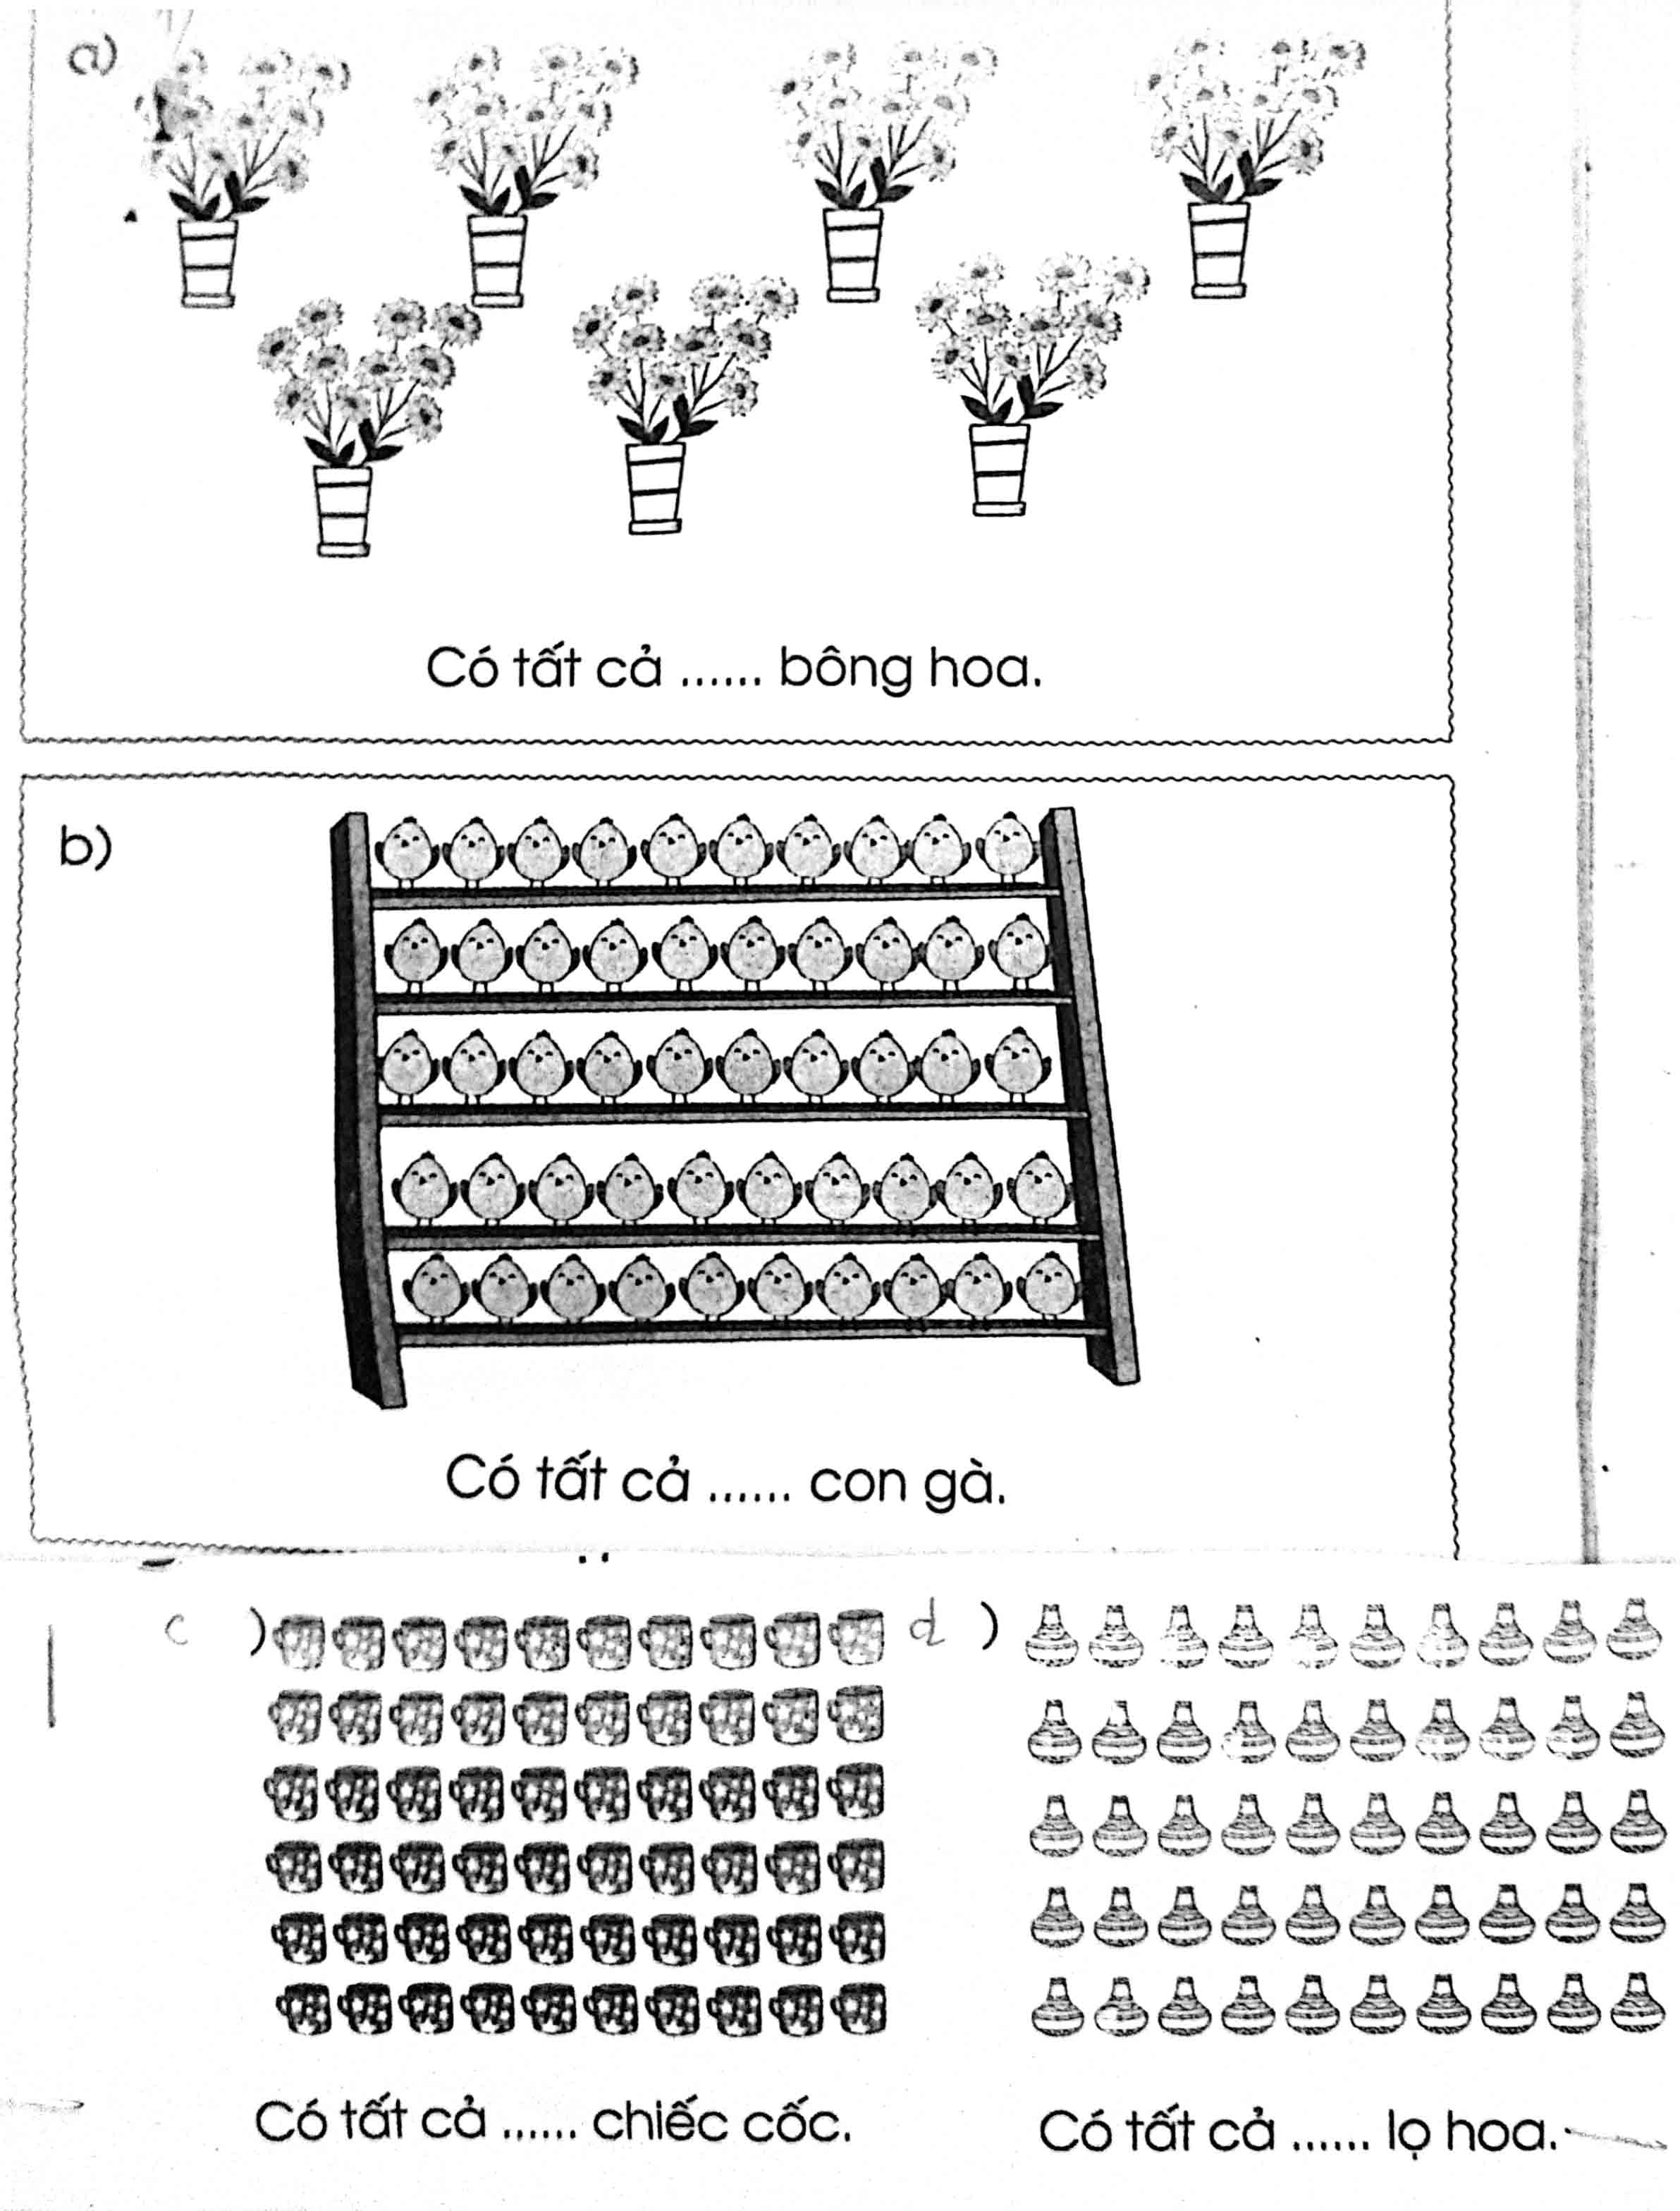 a)
Có tất cả ...... bông hoa.
b)
Có tất cả ...... con gà.
c )
d )
Có tất cả ...... chiếc cốc.
Có tất cả ...... lọ hoa.